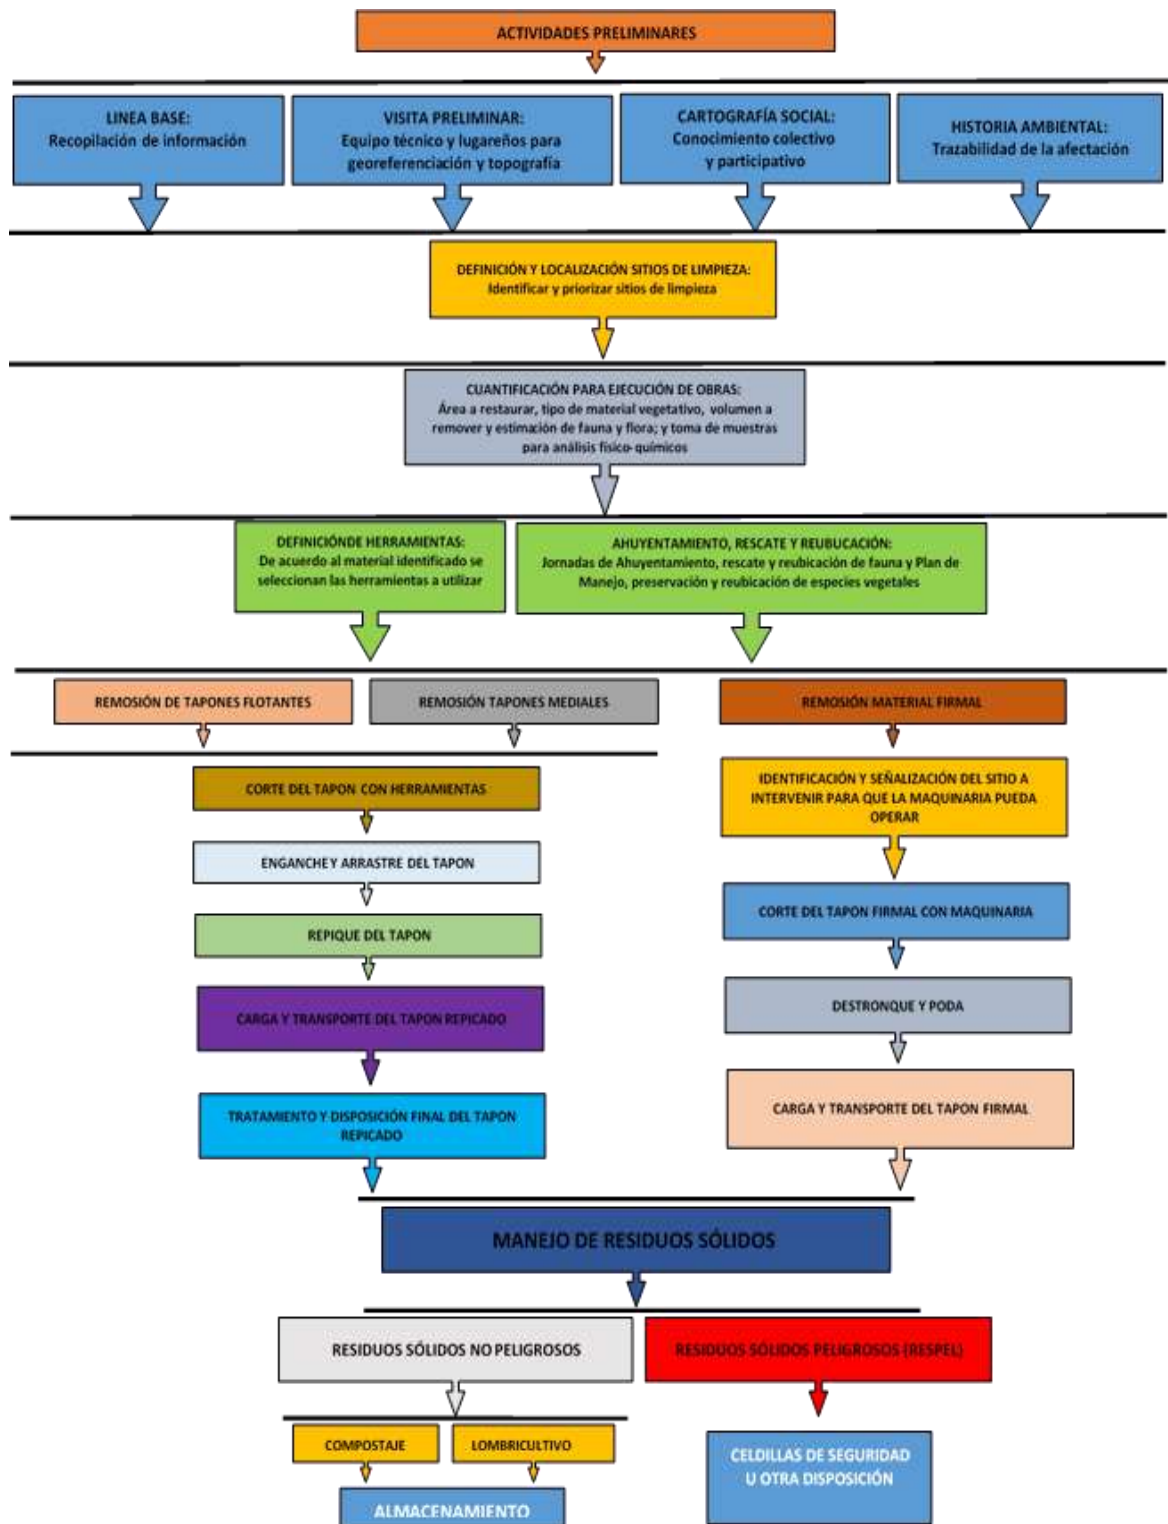 ACTIVIDADES PRELIMINARES
LINEA BASE:
Recopilación de información
VISITA PRELIMINAR:
Equipo técnico y lugareños para
georeferenciación y topografía
CARTOGRAFÍA SOCIAL:
Conocimiento colectivo
y participativo
HISTORIA AMBIENTAL:
Trazabilidad de la afectación
DEFINICIÓN Y LOCALIZACIÓN SITIOS DE LIMPIEZA:
Identificar y priorizar sitios de limpieza
CUANTIFICACIÓN PARA EJECUCIÓN DE OBRAS:
Área a restaurar, tipo de material vegetativo, volumen a
remover y estimación de fauna y flora; y toma de muestras
para análisis físico-químicos
DEFINICIÓNDE HERRAMIENTAS:
De acuerdo al material identificado se
seleccionan las herramientas a utilizar
AHUYENTAMIENTO, RESCATE Y REUBUCACIÓN:
Jornadas de Ahuyentamiento, rescate y reubicación de fauna y Plan de
Manejo, preservación y reubicación de especies vegetales
REMOSIÓN DE TAPONES FLOTANTES
REMOSIÓN TAPONES MEDIALES
REMOSIÓN MATERIAL FIRMAL
CORTE DEL TAPON CON HERRAMIENTAS
ENGANCHE Y ARRASTRE DEL TAPON
REPIQUE DEL TAPON
CARGA Y TRANSPORTE DEL TAPON REPICADO
TRATAMIENTO Y DISPOSICIÓN FINAL DEL TAPON
REPICADO
IDENTIFICACIÓN Y SEÑALIZACIÓN DEL SITIO A
INTERVENIR PARA QUE LA MAQUINARIA PUEDA
OPERAR
CORTE DEL TAPON FIRMAL CON MAQUINARIA
DESTRONQUE Y PODA
CARGA Y TRANSPORTE DEL TAPON FIRMAL
MANEJO DE RESIDUOS SÓLIDOS
RESIDUOS SÓLIDOS NO PELIGROSOS
RESIDUOS SÓLIDOS PELIGROSOS (RESPEL)
COMPOSTAJE
LOMBRICULTIVO
ALMACENAMIENTO
CELDILLAS DE SEGURIDAD
U OTRA DISPOSICIÓN